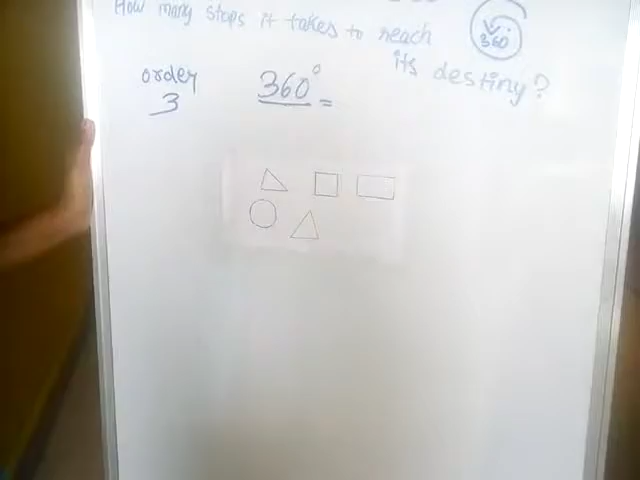 How many stops it takes to reach
its destiny?
360
order
3
360° =